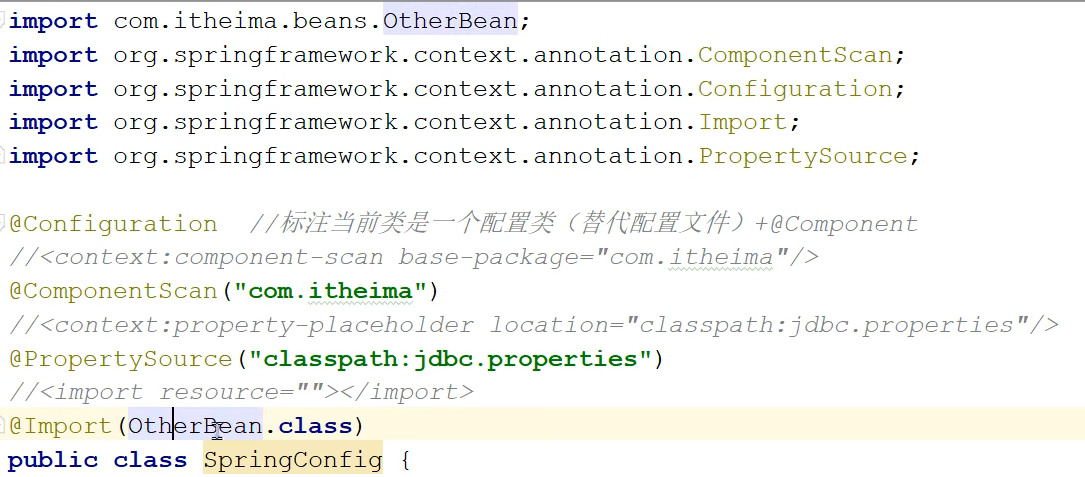 import com.itheima.beans.OtherBean;
import org.springframework.context.annotation.ComponentScan;
import org.springframework.context.annotation.Configuration;
import org.springframework.context.annotation.Import;
import org.springframework.context.annotation.PropertySource;
@Configuration //标注当前类是一个配置类（替代配置文件）+@Component
//<context:component-scan base-package="com.itheima"/>
@ComponentScan("com.itheima")
//<context:property-placeholder location="classpath:jdbc.properties"/>
@PropertySource("classpath:jdbc.properties")
//<import resource=""></import>
@Import(OtherBean.class)
public class SpringConfig {